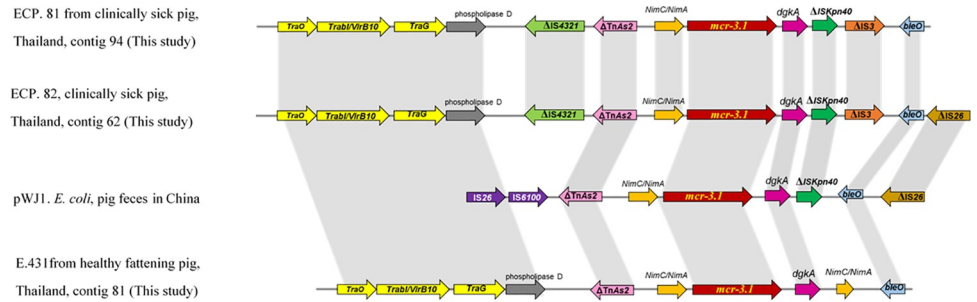 ECP. 81 from clinically sick pig,
Thailand, contig 94 (This study)
TraO TrabI/VirB10 TraG phospholipase D ΔIS4321 ΔTnAs2 NimC/NimA mcr-3.1 dgkA ΔISKpn40 ΔIS3 bleO
ECP. 82, clinically sick pig,
Thailand, contig 62 (This study)
TraO TrabI/VirB10 TraG phospholipase D ΔIS4321 ΔTnAs2 NimC/NimA mcr-3.1 dgkA ΔISKpn40 ΔIS3 bleO ΔIS26
pWJ1. E. coli, pig feces in China
IS26 IS6100 ΔTnAs2 NimC/NimA mcr-3.1 dgkA ΔISKpn40 bleO ΔIS26
E.431from healthy fattening pig,
Thailand, contig 81 (This study)
TraO TrabI/VirB10 TraG phospholipase D ΔTnAs2 NimC/NimA mcr-3.1 dgkA NimC/NimA bleO